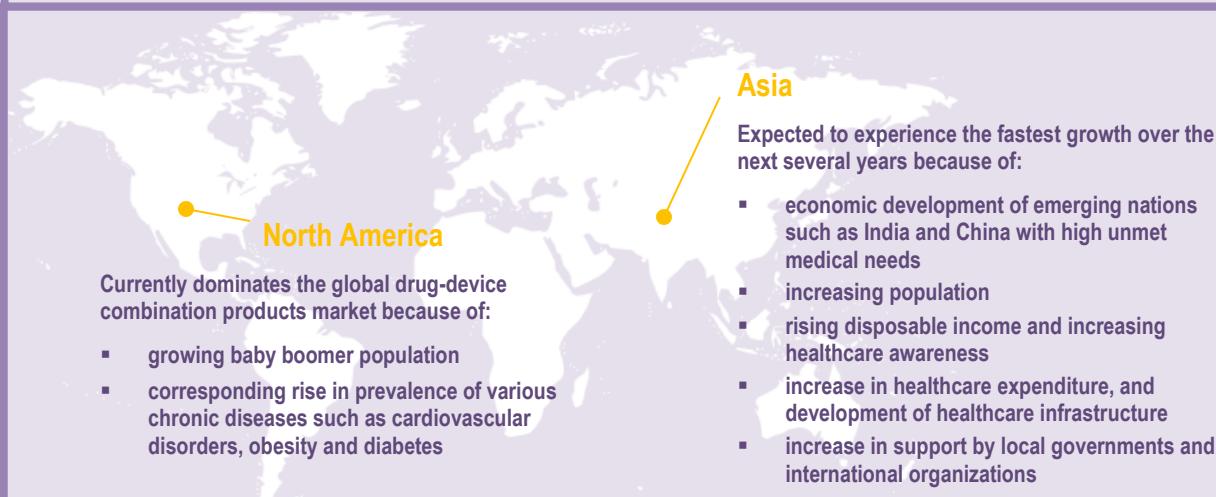 North America
Currently dominates the global drug-device
combination products market because of:
▪ growing baby boomer population
▪ corresponding rise in prevalence of various
chronic diseases such as cardiovascular
disorders, obesity and diabetes
Asia
Expected to experience the fastest growth over the
next several years because of:
▪ economic development of emerging nations
such as India and China with high unmet
medical needs
▪ increasing population
▪ rising disposable income and increasing
healthcare awareness
▪ increase in healthcare expenditure, and
development of healthcare infrastructure
▪ increase in support by local governments and
international organizations